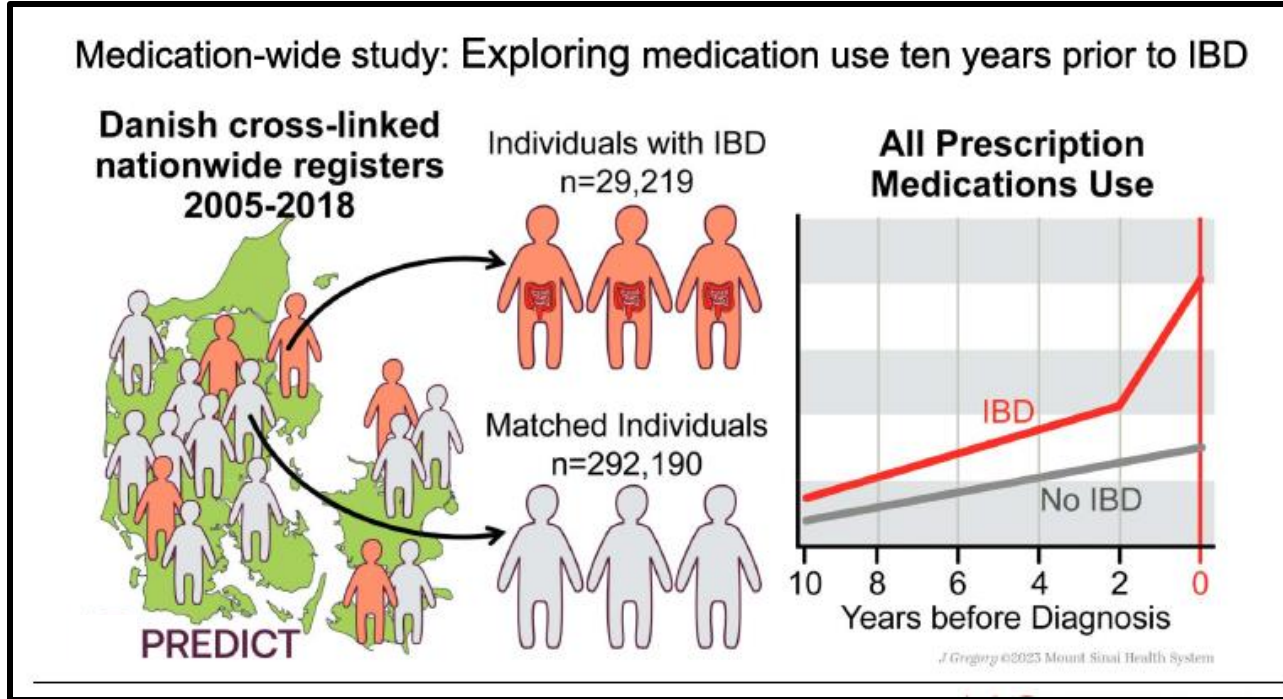 Medication-wide study: Exploring medication use ten years prior to IBD
Danish cross-linked
nationwide registers
2005-2018
PREDICT
Individuals with IBD
n=29,219
Matched Individuals
n=292,190
All Prescription
Medications Use
IBD
No IBD
10 8 6 4 2 0
Years before Diagnosis
J Gregory ©2023 Mount Sinai Health System